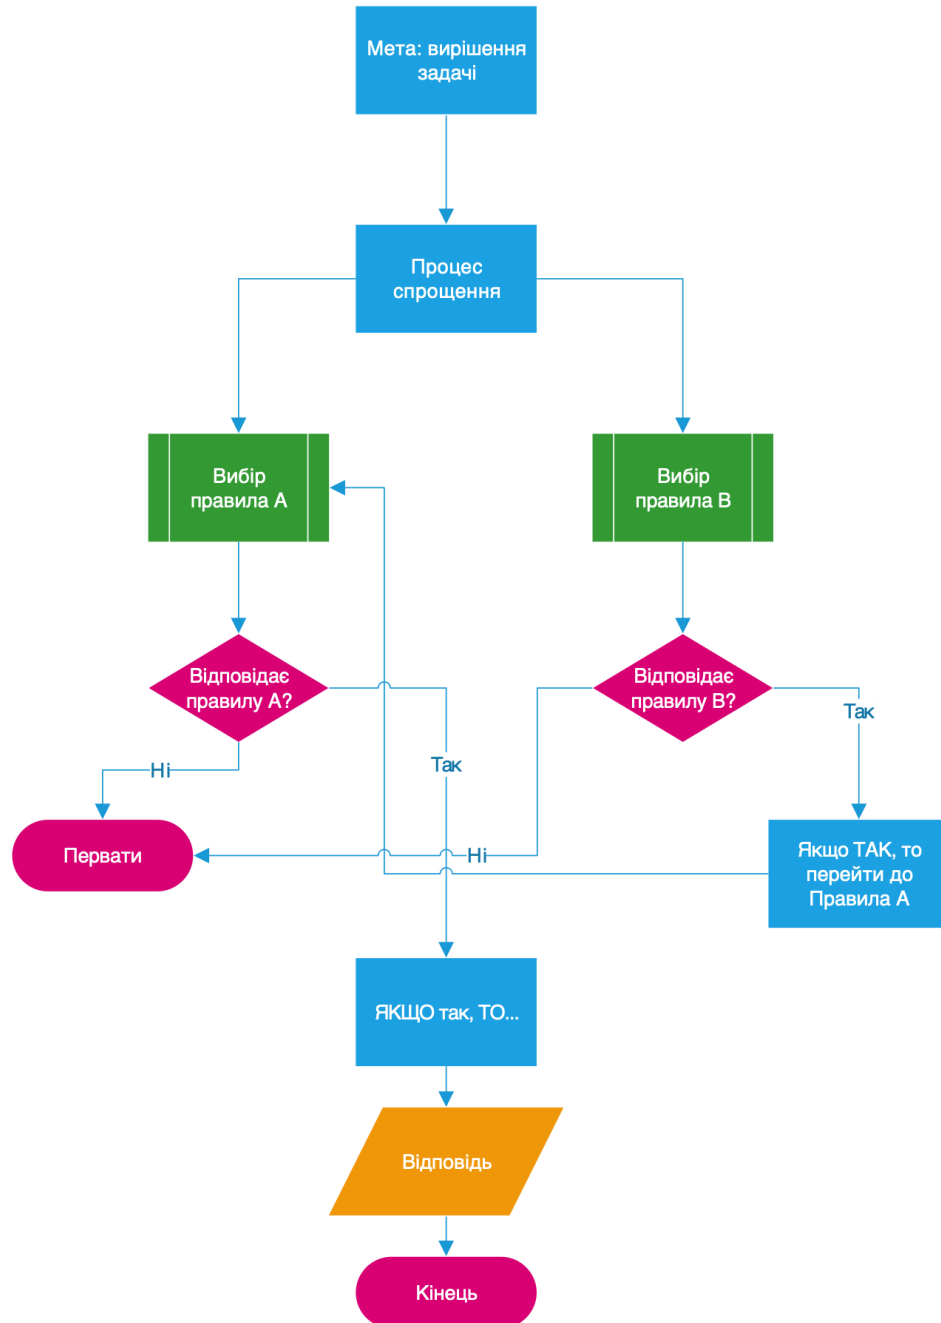 Мета: вирішення
задачі
Процес
спрощення
Вибір
правила А
Вибір
правила В
Відповідає
правилу А?
Відповідає
правилу В?
Так
Так
Ні
Первати
Ні
Якщо ТАК, то
перейти до
Правила А
ЯКЩО так, ТО...
Відповідь
Кінець